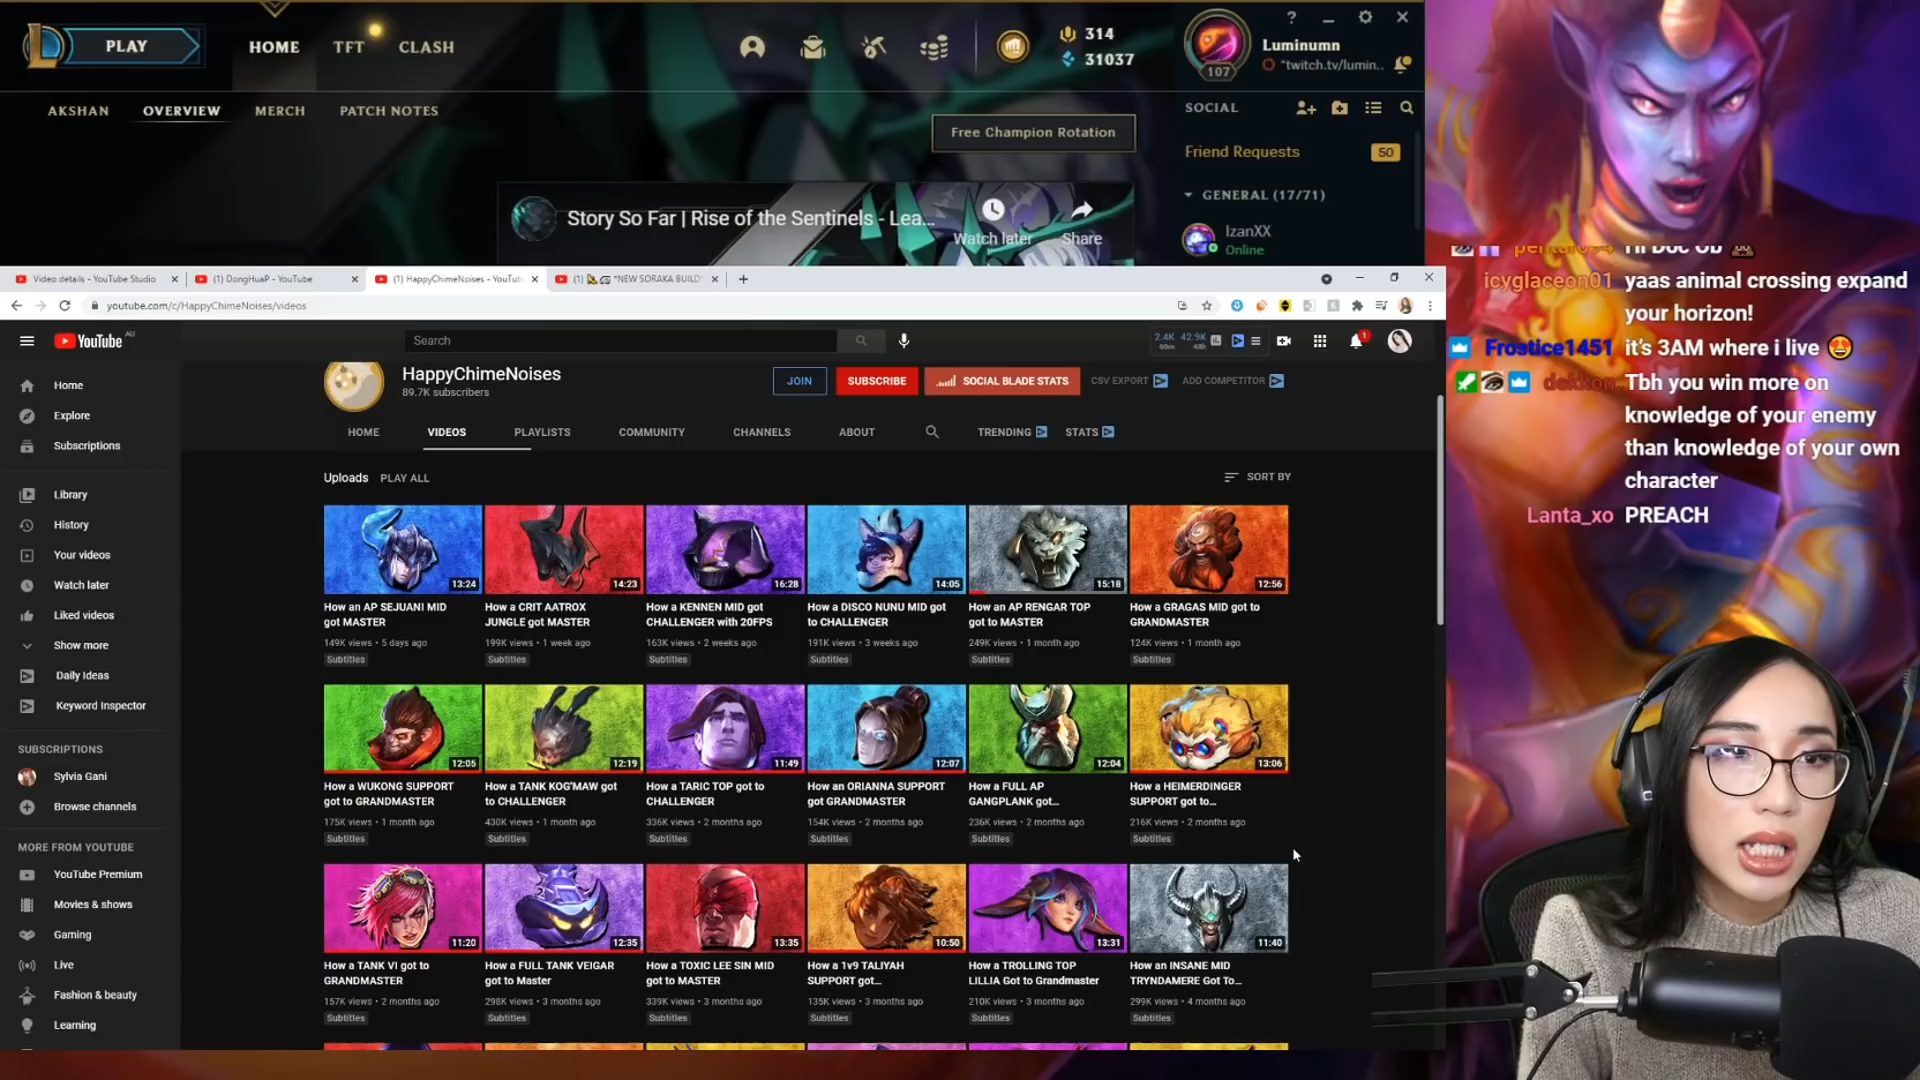 PLAY
HOME
TFT
CLASH
314
31037
107
Luminumn
"twitch.tv/lumin..
AKSHAN
OVERVIEW
MERCH
PATCH NOTES
SOCIAL
Free Champion Rotation
Friend Requests
50
GENERAL (17/71)
Story So Far | Rise of the Sentinels - Lea...
Watch later
Share
IzanXX
Online
Video details - YouTube Studio
(1) DongHuaP - YouTube
(1) HappyChimeNoises - YouTub
(1) *NEW SORAKA BUILD*
youtube.com/c/HappyChimeNoises/videos
YouTube AU
Search
2.4K
60m
42.9K
48h
1
HappyChimeNoises
89.7K subscribers
JOIN
SUBSCRIBE
SOCIAL BLADE STATS
CSV EXPORT
ADD COMPETITOR
HOME
VIDEOS
PLAYLISTS
COMMUNITY
CHANNELS
ABOUT
TRENDING
STATS
Uploads
PLAY ALL
SORT BY
Home
Explore
Subscriptions
Library
History
Your videos
Watch later
Liked videos
Show more
Daily Ideas
Keyword Inspector
SUBSCRIPTIONS
Sylvia Gani
Browse channels
MORE FROM YOUTUBE
YouTube Premium
Movies & shows
Gaming
Live
Fashion & beauty
Learning
13:24
How an AP SEJUANI MID
got MASTER
149K views • 5 days ago
Subtitles
14:23
How a CRIT AATROX
JUNGLE got MASTER
199K views • 1 week ago
Subtitles
16:28
How a KENNEN MID got
CHALLENGER with 20FPS
163K views • 2 weeks ago
Subtitles
14:05
How a DISCO NUNU MID got
to CHALLENGER
191K views • 3 weeks ago
Subtitles
15:18
How an AP RENGAR TOP
got to MASTER
249K views • 1 month ago
Subtitles
12:56
How a GRAGAS MID got to
GRANDMASTER
124K views • 1 month ago
Subtitles
12:05
How a WUKONG SUPPORT
got to GRANDMASTER
175K views • 1 month ago
Subtitles
12:19
How a TANK KOG'MAW got
to CHALLENGER
430K views • 1 month ago
Subtitles
11:49
How a TARIC TOP got to
CHALLENGER
336K views • 2 months ago
Subtitles
12:07
How an ORIANNA SUPPORT
got GRANDMASTER
154K views • 2 months ago
Subtitles
12:04
How a FULL AP
GANGPLANK got...
236K views • 2 months ago
Subtitles
13:06
How a HEIMERDINGER
SUPPORT got to...
216K views • 2 months ago
Subtitles
11:20
How a TANK VI got to
GRANDMASTER
157K views • 2 months ago
Subtitles
12:35
How a FULL TANK VEIGAR
got to Master
298K views • 3 months ago
Subtitles
13:35
How a TOXIC LEE SIN MID
got to MASTER
339K views • 3 months ago
Subtitles
10:50
How a 1v9 TALIYAH
SUPPORT got...
135K views • 3 months ago
Subtitles
13:31
How a TROLLING TOP
LILLIA Got to Grandmaster
210K views • 3 months ago
Subtitles
11:40
How an INSANE MID
TRYNDAMERE Got To...
299K views • 4 months ago
Subtitles
icyglaceon01 yaas animal crossing expand
your horizon!
Frostice1451 it's 3AM where i live
dekkon Tbh you win more on
knowledge of your enemy
than knowledge of your own
character
Lanta_xo PREACH